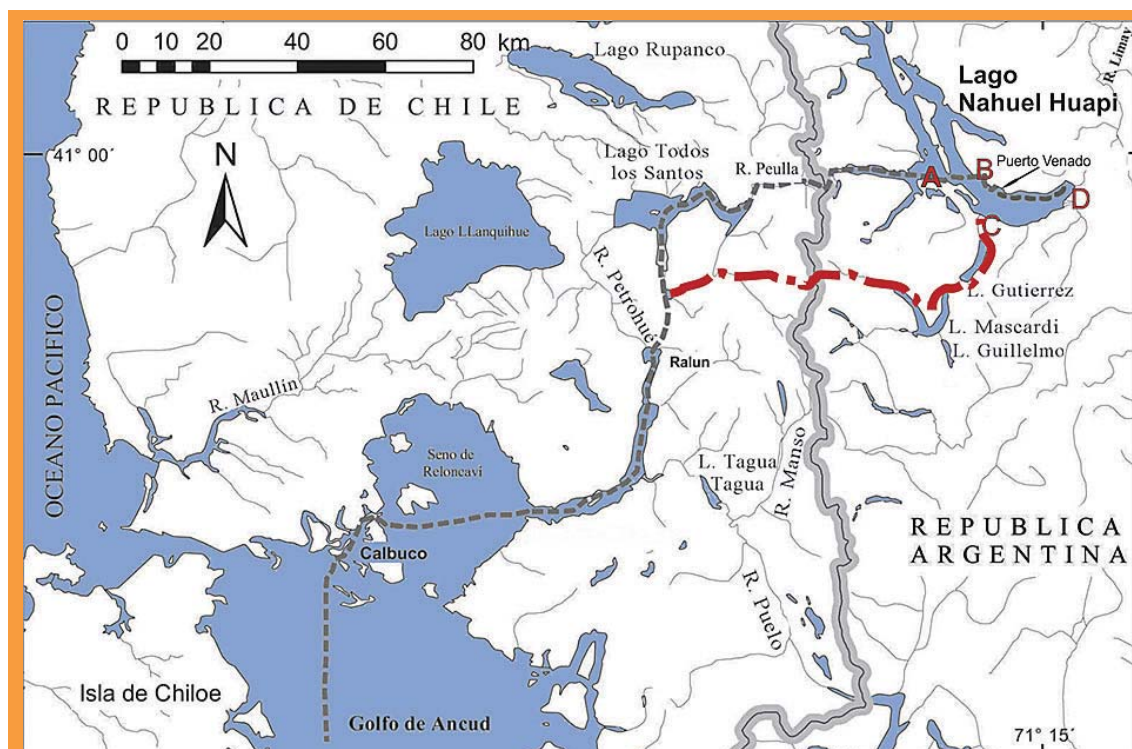 0 10 20 40 60 80 km
Lago Rupanco
R. Limay
REPUBLICA DE CHILE
Lago
Nahuel Huapi
41° 00´
N
Lago Todos
los Santos
R. Peulla
Puerto Venado
A
B
C
D
Lago LLanquihue
R. Petrohué
L. Gutierrez
L. Mascardi
L. Guillelmo
Ralun
OCEANO PACIFICO
R. Maullín
Seno de
Reloncaví
L. Tagua
Tagua
R. Manso
REPUBLICA
ARGENTINA
Calbuco
R. Puelo
Isla de Chiloe
Golfo de Ancud
71° 15´